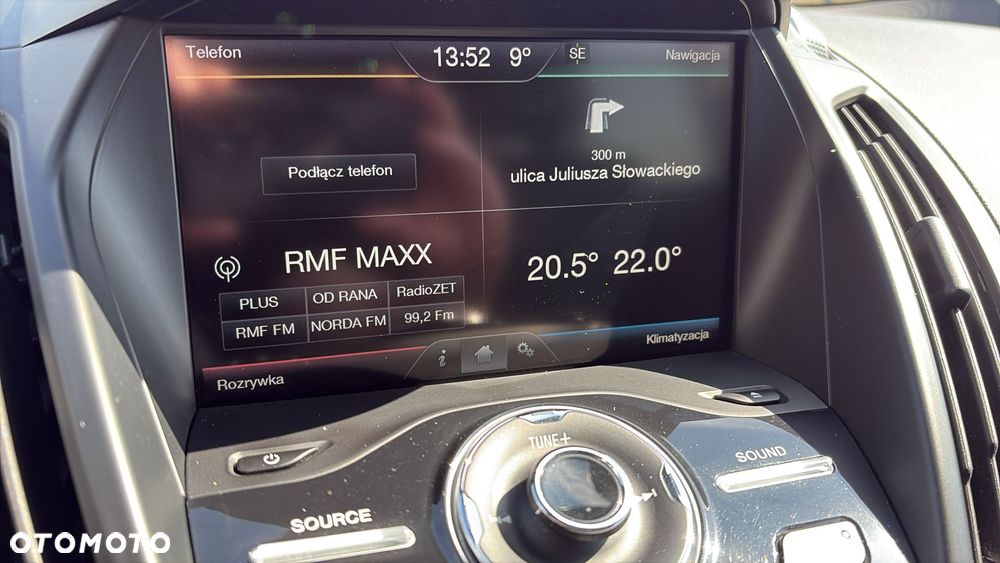 Telefon
13:52 9°
SE
Nawigacja
300 m
ulica Juliusza Słowackiego
Podłącz telefon
RMF MAXX
PLUS OD RANA RadioZET
RMF FM NORDA FM 99,2 Fm
20.5° 22.0°
Rozrywka
i
Klimatyzacja
TUNE+
SOUND
SOURCE
OTOMOTO